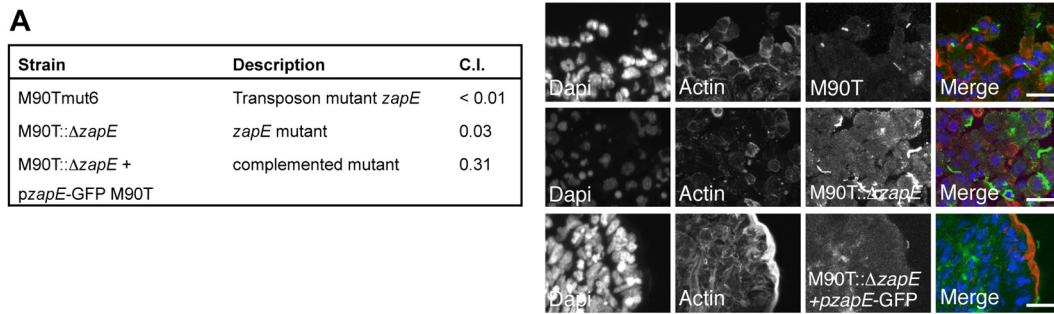 A
Strain Description C.I.
M90Tmut6 Transposon mutant zapE < 0.01
M90T::ΔzapE zapE mutant 0.03
M90T::ΔzapE + complemented mutant 0.31
pzapE-GFP M90T
Dapi Actin M90T Merge
Dapi Actin M90T::ΔzapE Merge
Dapi Actin M90T::ΔzapE
+pzapE-GFP Merge